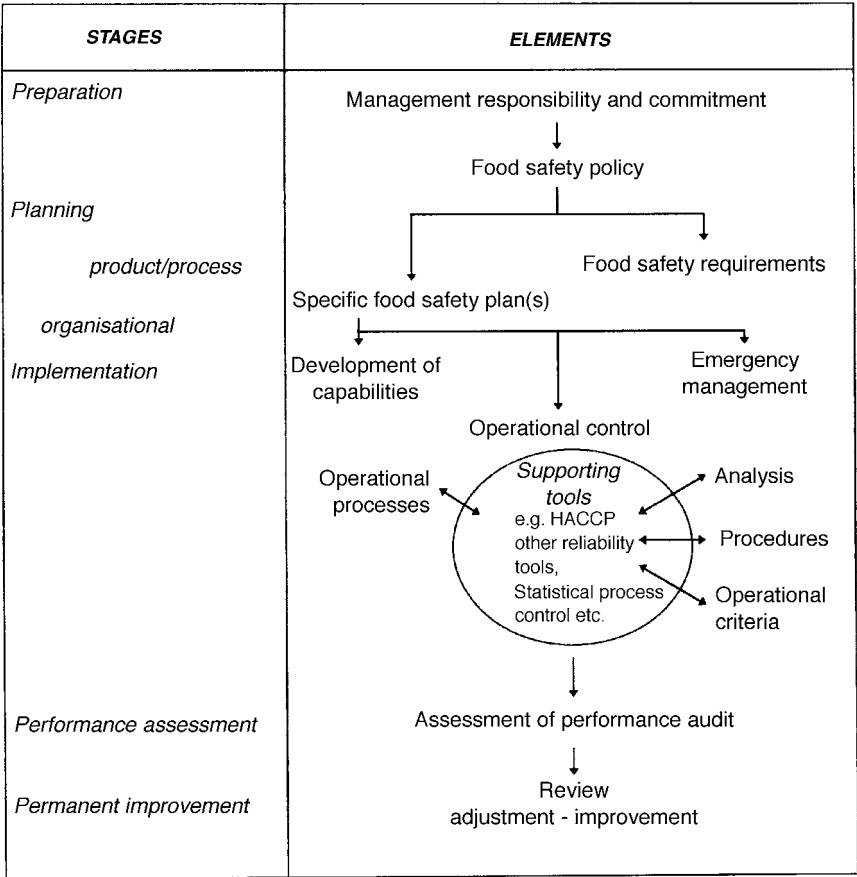 STAGES
ELEMENTS
Preparation
Management responsibility and commitment
Food safety policy
Planning
product/process
Food safety requirements
Specific food safety plan(s)
organisational
Implementation
Development of
capabilities
Emergency
management
Operational control
Operational
processes
Supporting
tools
e.g. HACCP
other reliability
tools,
Statistical process
control etc.
Analysis
Procedures
Operational
criteria
Performance assessment
Assessment of performance audit
Permanent improvement
Review
adjustment - improvement